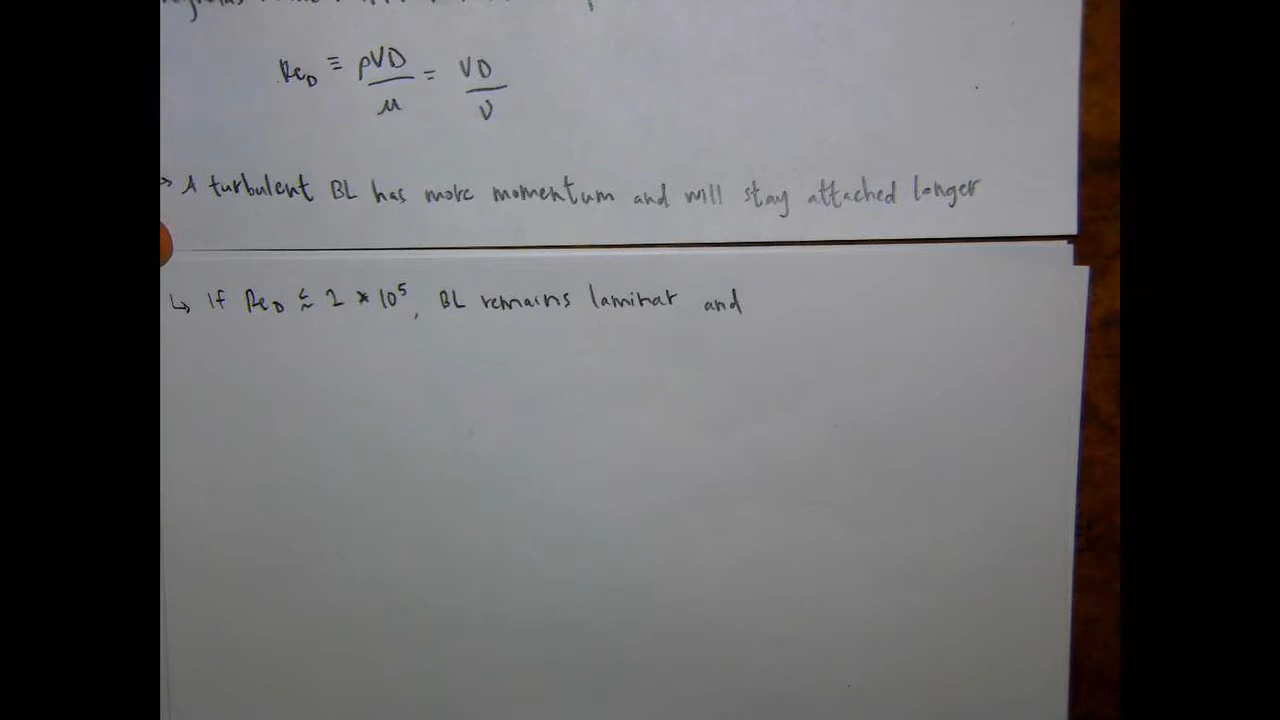 Re_D ≡ ρVD/μ = VD/ν
→ A turbulent BL has more momentum and will stay attached longer
↳ If Re_D ≲ 2 * 10^5, BL remains laminar and